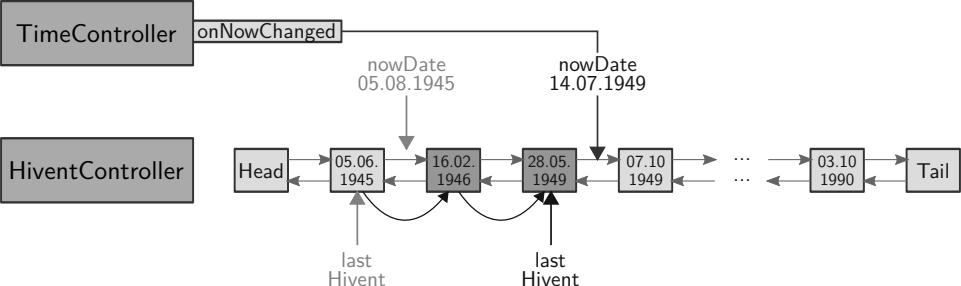 TimeController
onNowChanged
nowDate
05.08.1945
nowDate
14.07.1949
HiventController
Head
05.06.
1945
16.02.
1946
28.05.
1949
07.10
1949
...
...
03.10
1990
Tail
last
Hivent
last
Hivent